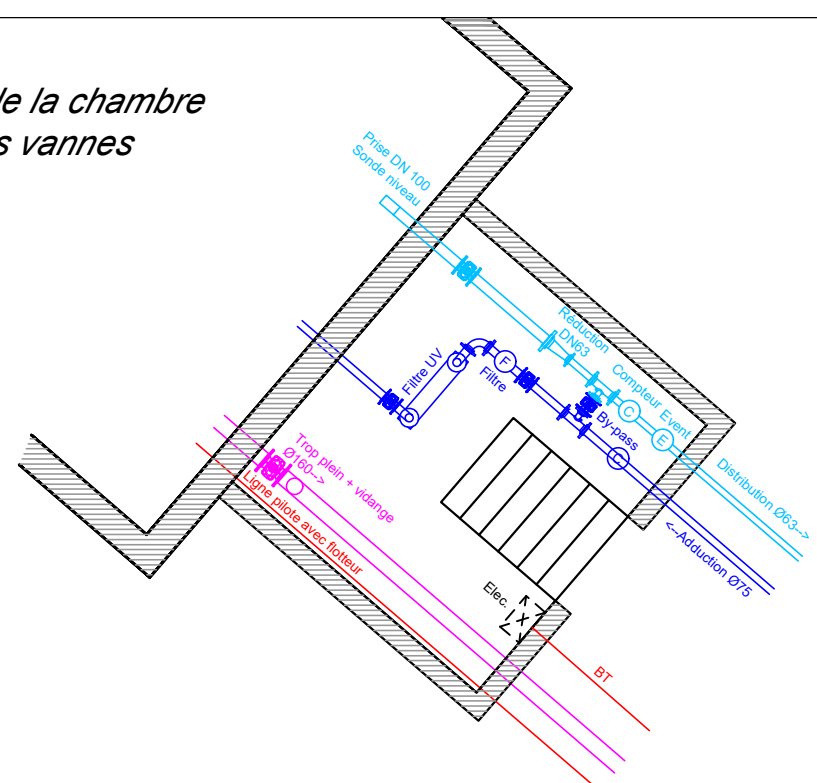 de la chambre
s vannes
Prise DN 100
Sonde niveau
Réduction
DN63
Compteur Event
Filtre UV
F
Filtre
By-pass
C
E
C
Distribution Ø63-->
<--Adduction Ø75
Trop plein + vidange
Ø160-->
Ligne pilote avec flotteur
Elec.
BT